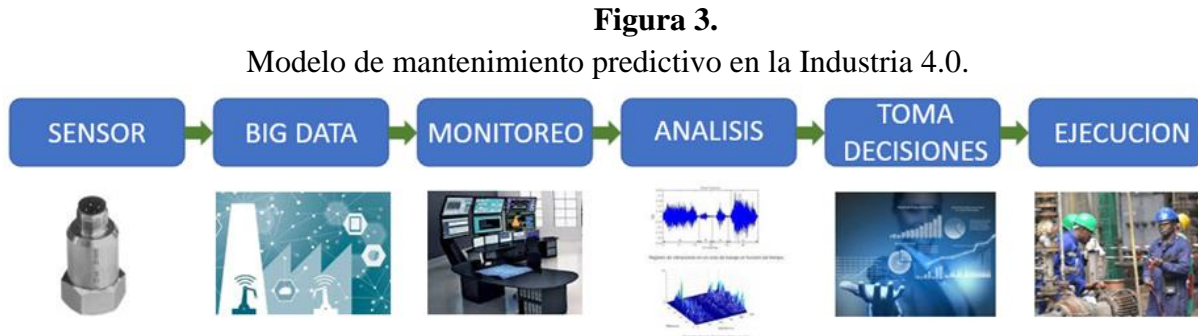 Figura 3.
Modelo de mantenimiento predictivo en la Industria 4.0.
SENSOR
BIG DATA
MONITOREO
ANALISIS
TOMA
DECISIONES
EJECUCION